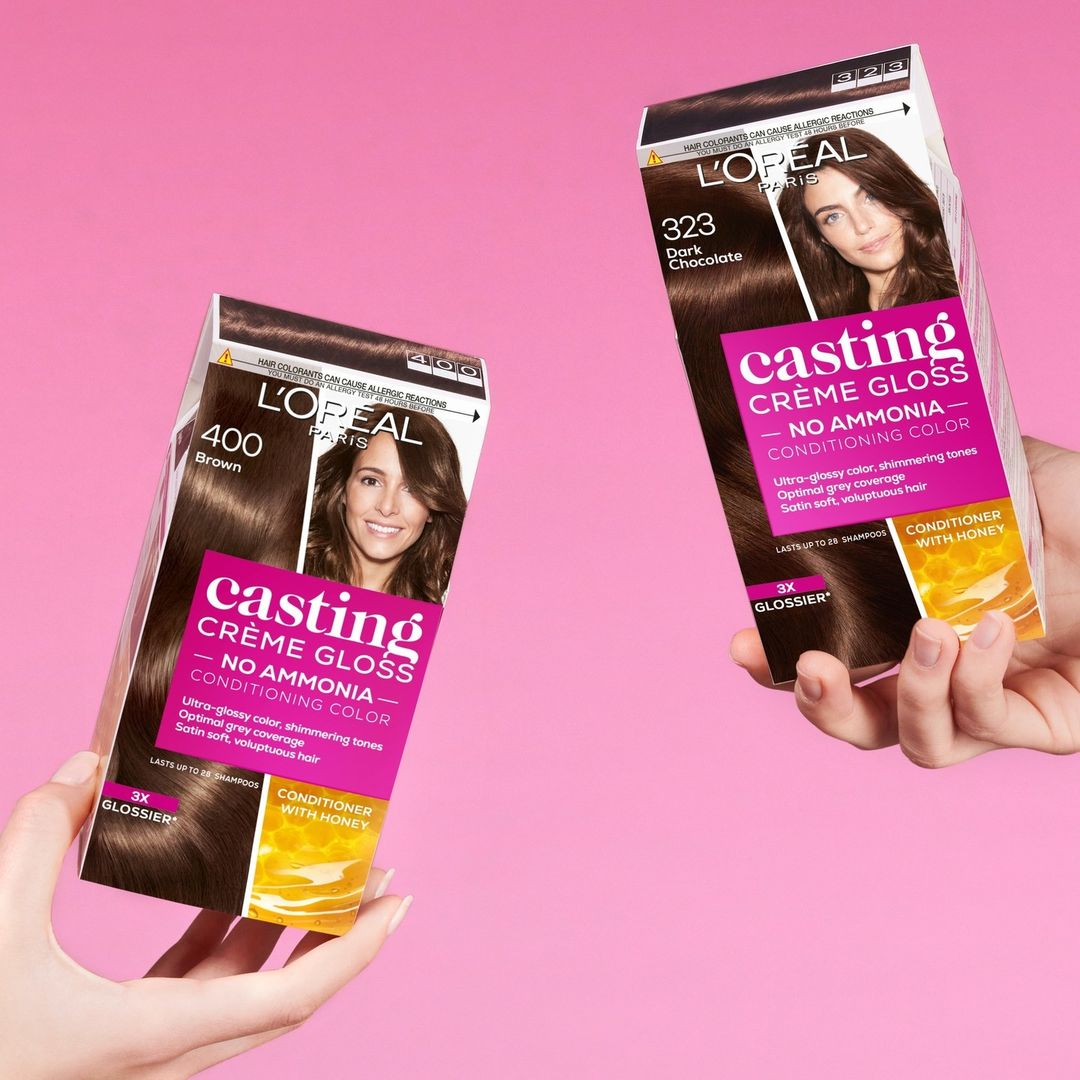 400
HAIR COLORANTS CAN CAUSE ALLERGIC REACTIONS
YOU MUST DO AN ALLERGY TEST 48 HOURS BEFORE
L'ORÉAL
PARIS
400
Brown
casting
CRÈME GLOSS
— NO AMMONIA —
CONDITIONING COLOR
Ultra-glossy color, shimmering tones
Optimal grey coverage
Satin soft, voluptuous hair
LASTS UP TO 28 SHAMPOOS
3X
GLOSSIER*
CONDITIONER
WITH HONEY
323
HAIR COLORANTS CAN CAUSE ALLERGIC REACTIONS
YOU MUST DO AN ALLERGY TEST 48 HOURS BEFORE
L'ORÉAL
PARIS
323
Dark
Chocolate
casting
CRÈME GLOSS
— NO AMMONIA —
CONDITIONING COLOR
Ultra-glossy color, shimmering tones
Optimal grey coverage
Satin soft, voluptuous hair
LASTS UP TO 28 SHAMPOOS
3X
GLOSSIER*
CONDITIONER
WITH HONEY